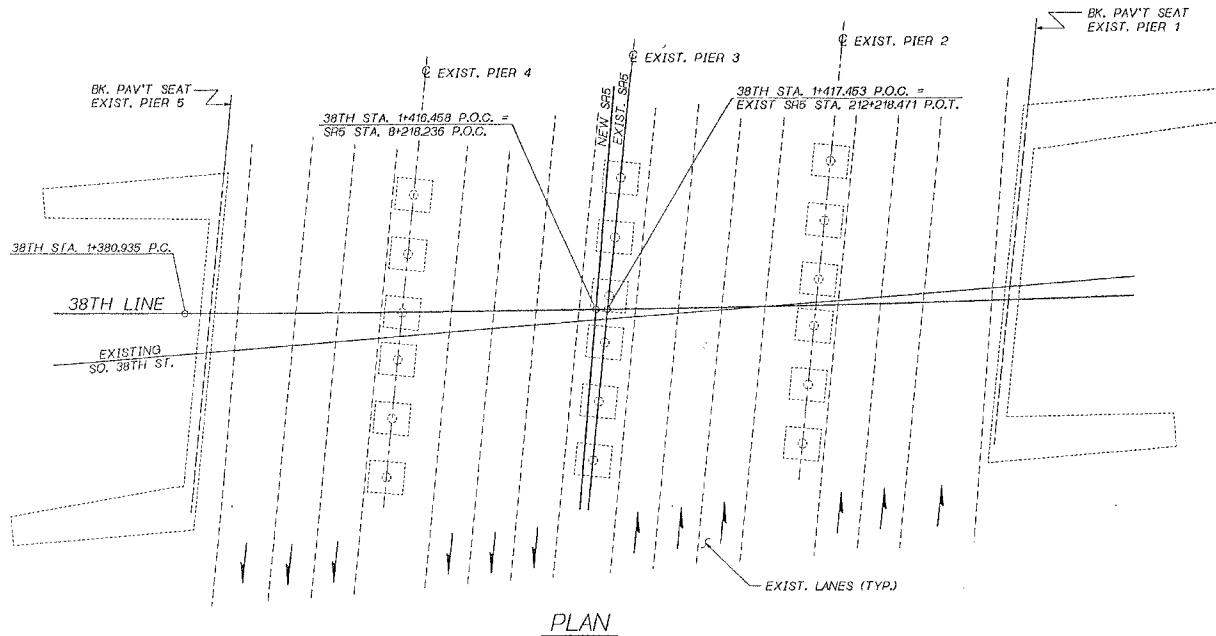 BK. PAV'T SEAT
EXIST. PIER 1
℄ EXIST. PIER 2
℄ EXIST. PIER 3
℄ EXIST. PIER 4
BK. PAV'T SEAT
EXIST. PIER 5
38TH STA. 1+416.458 P.O.C. =
SR5 STA. 8+218.236 P.O.C.
NEW SR5
EXIST. SR5
38TH STA. 1+417.453 P.O.C. =
EXIST SR5 STA. 212+218.471 P.O.T.
38TH STA. 1+380.935 P.C.
38TH LINE
EXISTING
SO. 38TH ST.
EXIST. LANES (TYP.)
PLAN